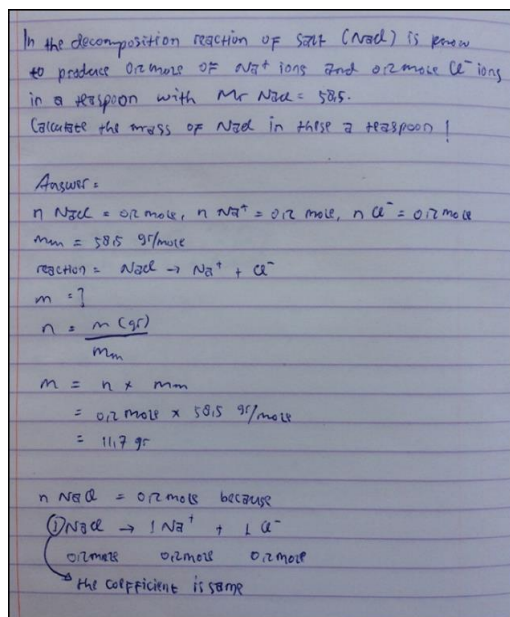 In the decomposition reaction of salt (NaCl) is know
to produce 0,2 mole of Na⁺ ions and 0,2 mole Cl⁻ ions
in a teaspoon with Mr NaCl = 58,5.
Calculate the mass of NaCl in these a teaspoon !
Answer =
n NaCl = 0,2 mole, n Na⁺ = 0,2 mole, n Cl⁻ = 0,2 mole
mm = 58,5 gr/mole
reaction = NaCl → Na⁺ + Cl⁻
m = ?
n = m (gr)
mm
m = n x mm
= 0,2 mole x 58,5 gr/mole
= 11,7 gr
n NaCl = 0,2 mole because
① NaCl → 1 Na⁺ + 1 Cl⁻
0,2 mole 0,2 mole 0,2 mole
the coefficient is same